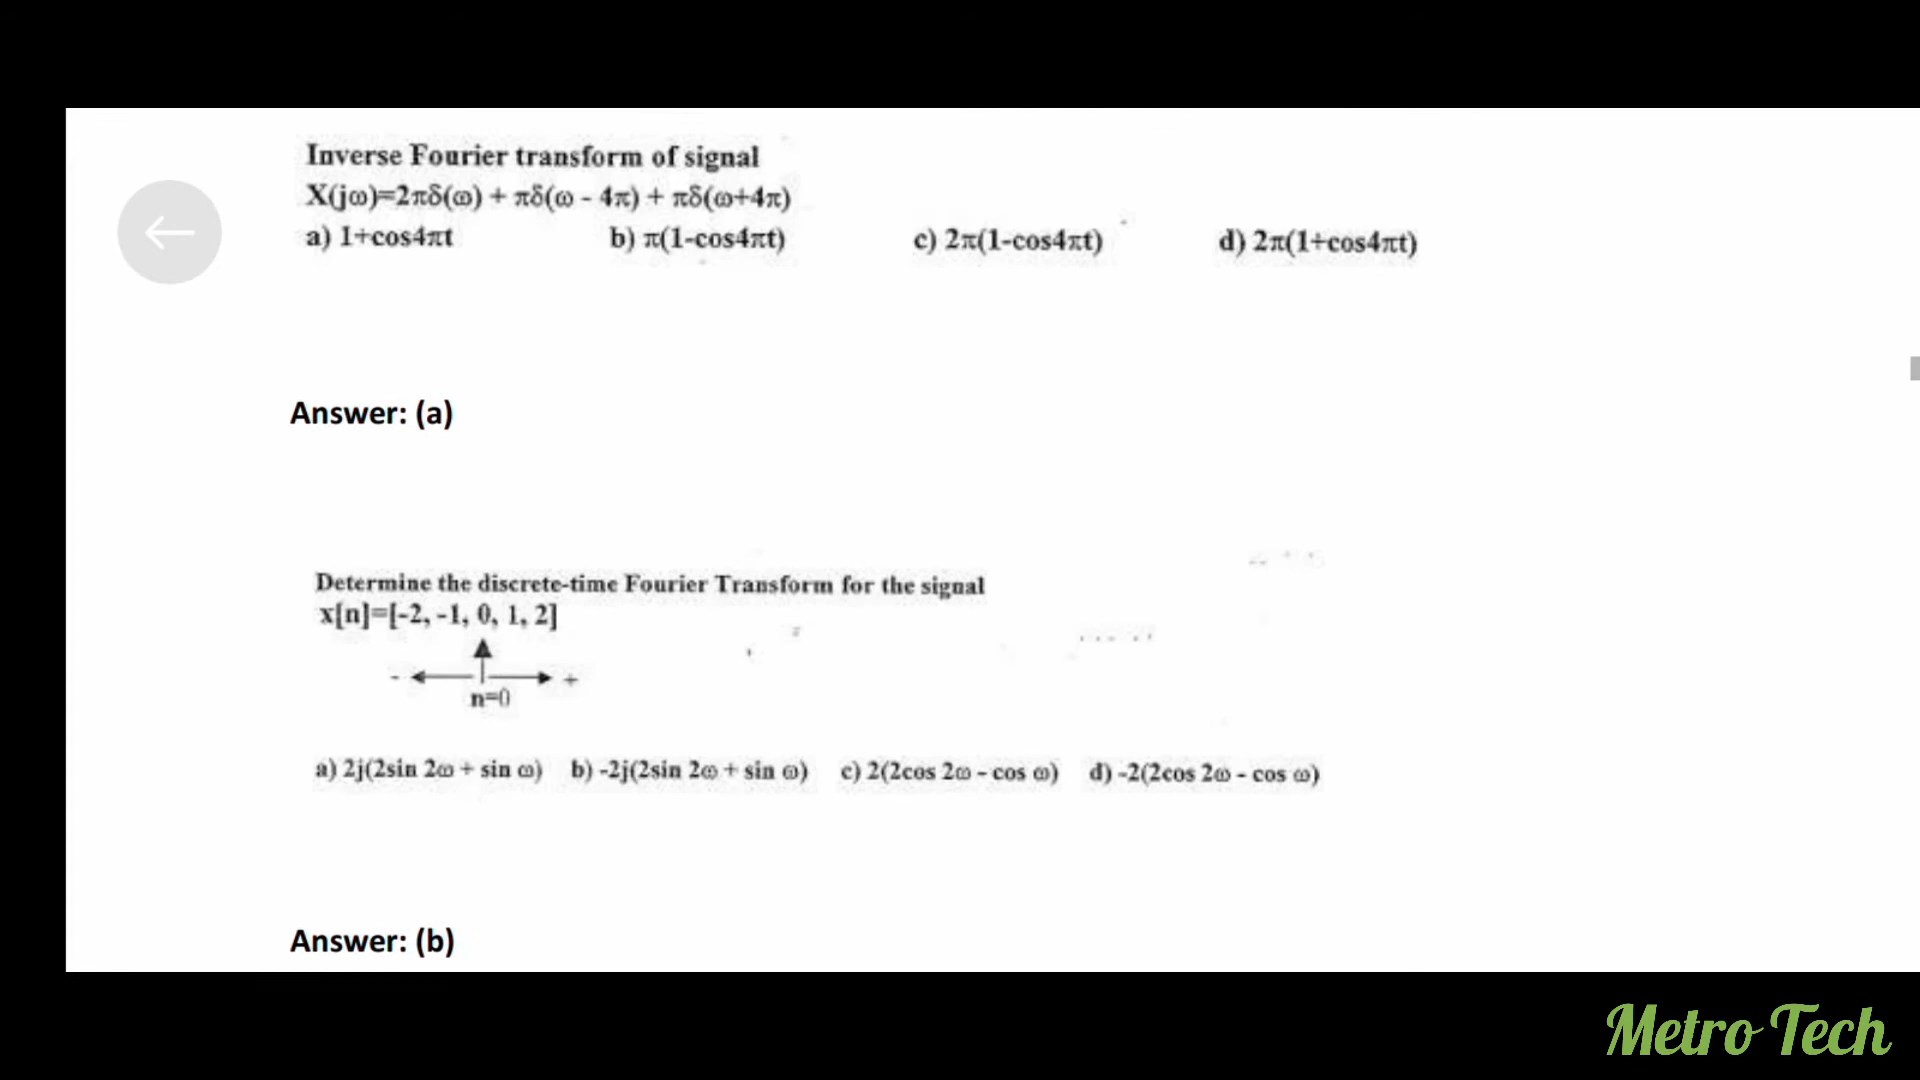 Inverse Fourier transform of signal
X(jω)=2πδ(ω) + πδ(ω - 4π) + πδ(ω+4π)
a) 1+cos4πt b) π(1-cos4πt) c) 2π(1-cos4πt) d) 2π(1+cos4πt)
Answer: (a)
Determine the discrete-time Fourier Transform for the signal
x[n]=[-2, -1, 0, 1, 2]
- +
n=0
a) 2j(2sin 2ω + sin ω) b) -2j(2sin 2ω + sin ω) c) 2(2cos 2ω - cos ω) d) -2(2cos 2ω - cos ω)
Answer: (b)
Metro Tech